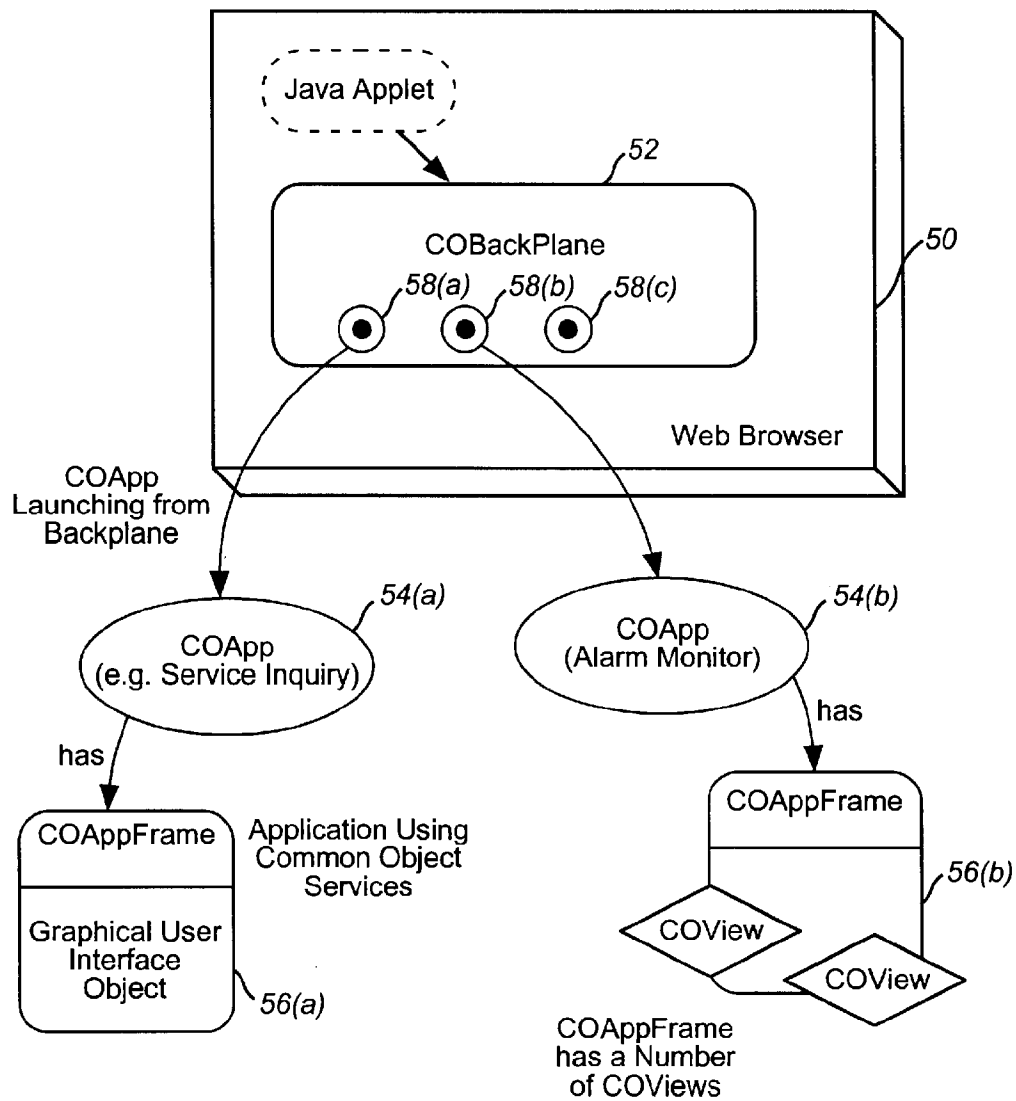 Java Applet
52
COBackPlane
50
58(a)
58(b)
58(c)
Web Browser
COApp
Launching from
Backplane
54(a)
COApp
(e.g. Service Inquiry)
54(b)
COApp
(Alarm Monitor)
has
has
COAppFrame
Graphical User
Interface
Object
56(a)
Application Using
Common Object
Services
COAppFrame
56(b)
COView
COView
COAppFrame
has a Number
of COViews